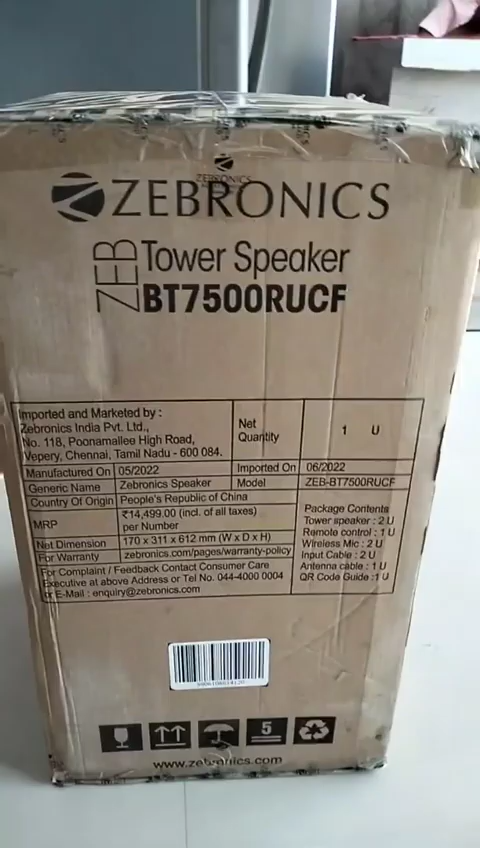 ZEBRONICS
ZEBRONICS
ZEB Tower Speaker
BT7500RUCF
Imported and Marketed by :
Zebronics India Pvt. Ltd.,
No. 118, Poonamallee High Road,
Vepery, Chennai, Tamil Nadu - 600 084.
Net Quantity 1 U
Manufactured On 05/2022 Imported On 06/2022
Generic Name Zebronics Speaker Model ZEB-BT7500RUCF
Country Of Origin People's Republic of China
MRP ₹14,499.00 (incl. of all taxes)
per Number
Net Dimension 170 x 311 x 612 mm (W x D x H)
For Warranty zebronics.com/pages/warranty-policy
For Complaint / Feedback Contact Consumer Care
Executive at above Address or Tel No. 044-4000 0004
or E-Mail : enquiry@zebronics.com
Package Contents
Tower speaker : 2 U
Remote control : 1 U
Wireless Mic : 2 U
Input Cable : 2 U
Antenna cable : 1 U
QR Code Guide : 1 U
5
www.zebronics.com